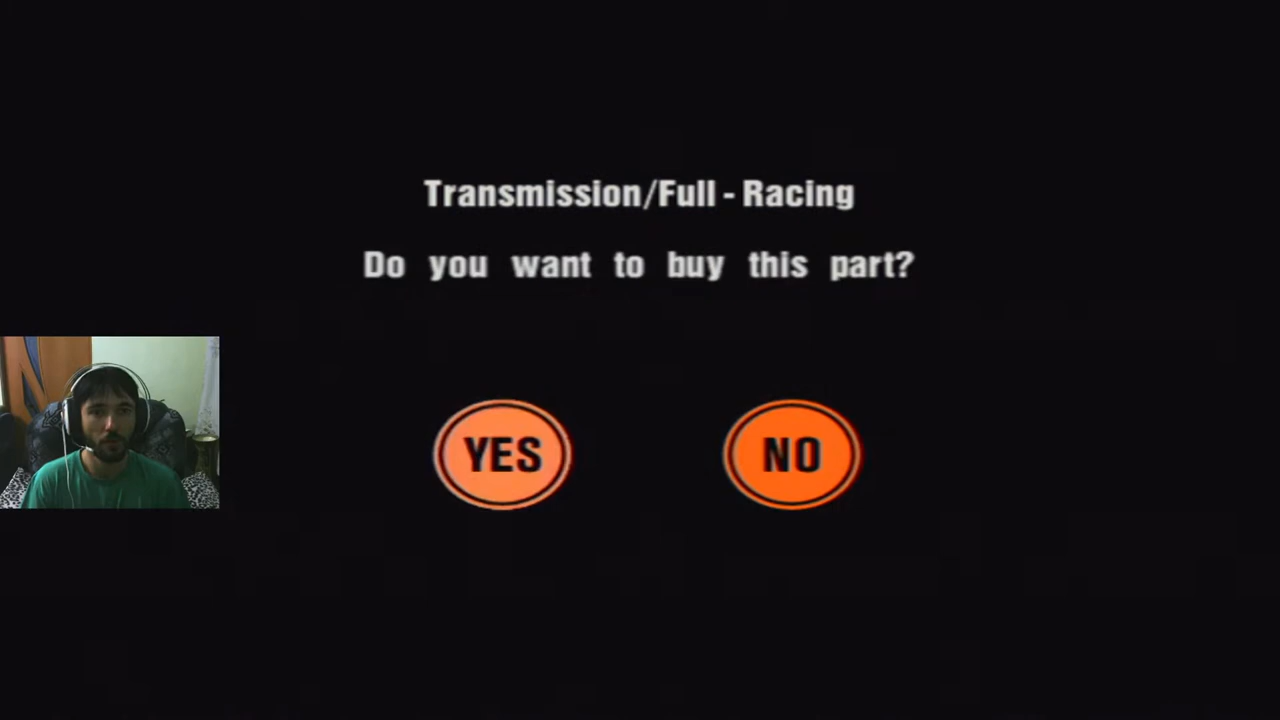 Transmission/Full - Racing
Do you want to buy this part?
YES NO